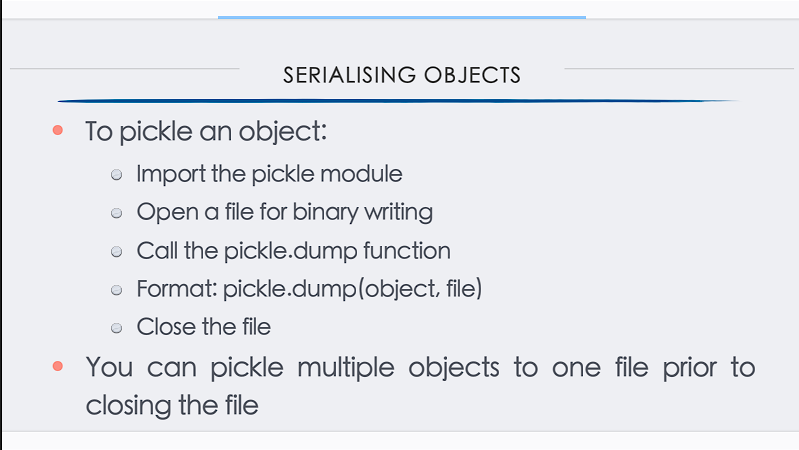 SERIALISING OBJECTS
To pickle an object:
Import the pickle module
Open a file for binary writing
Call the pickle.dump function
Format: pickle.dump(object, file)
Close the file
You can pickle multiple objects to one file prior to
closing the file